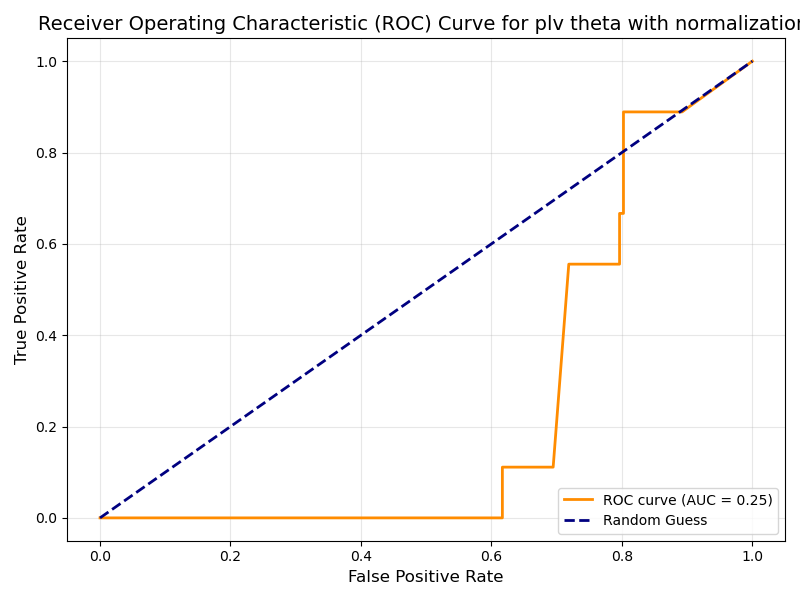 Receiver Operating Characteristic (ROC) Curve for plv theta with normalization
True Positive Rate
1.0
0.8
0.6
0.4
0.2
0.0
0.0 0.2 0.4 0.6 0.8 1.0
False Positive Rate
ROC curve (AUC = 0.25)
Random Guess